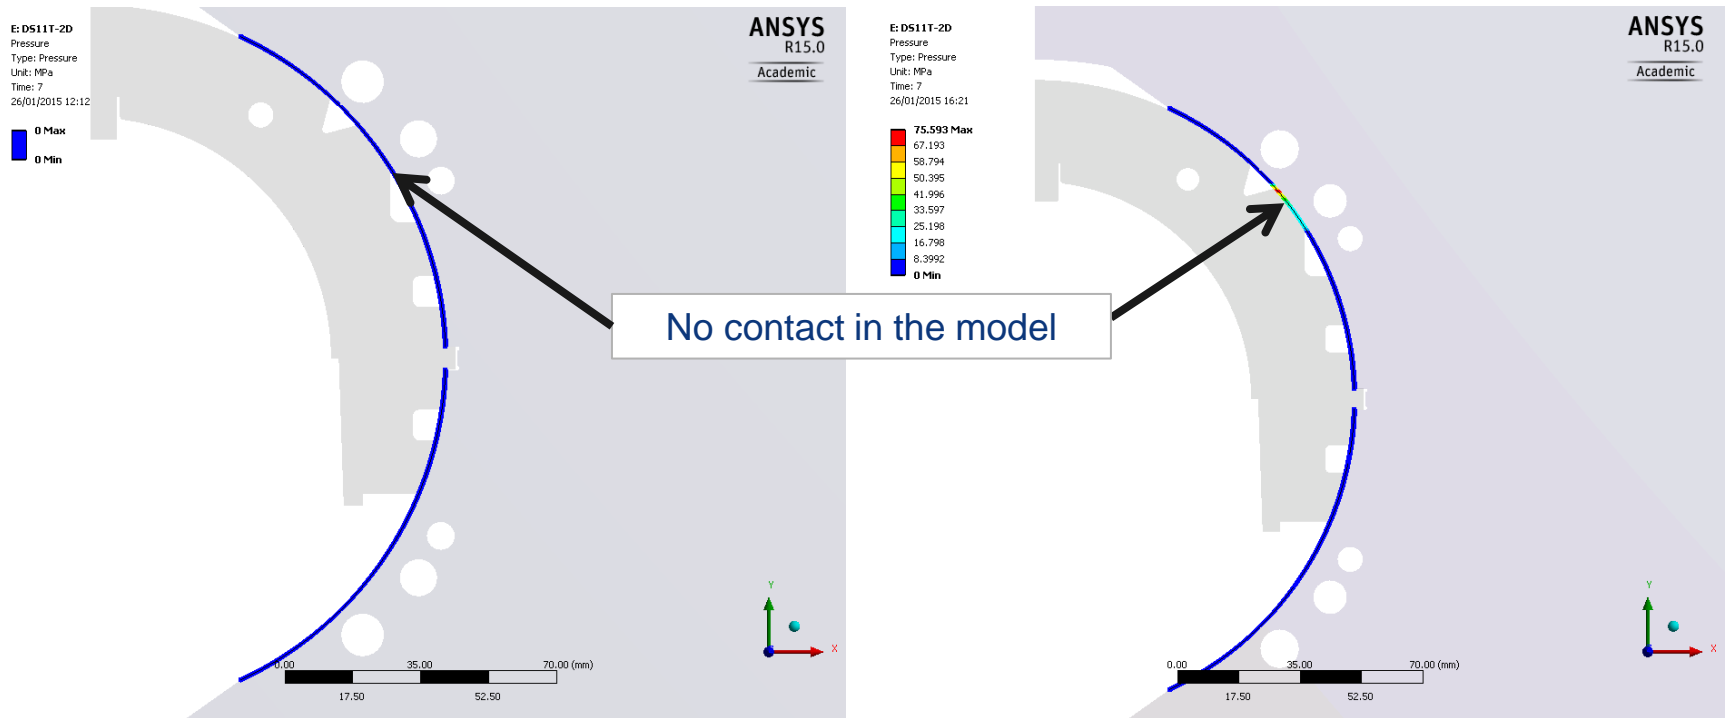 E: DS11T-2D
Pressure
Type: Pressure
Unit: MPa
Time: 7
26/01/2015 12:12
0 Max
0 Min
ANSYS
R15.0
Academic
0.00 35.00 70.00 (mm)
17.50 52.50
Y
X
No contact in the model
E: DS11T-2D
Pressure
Type: Pressure
Unit: MPa
Time: 7
26/01/2015 16:21
75.593 Max
67.193
58.794
50.395
41.996
33.597
25.198
16.798
8.3992
0 Min
ANSYS
R15.0
Academic
0.00 35.00 70.00 (mm)
17.50 52.50
Y
X